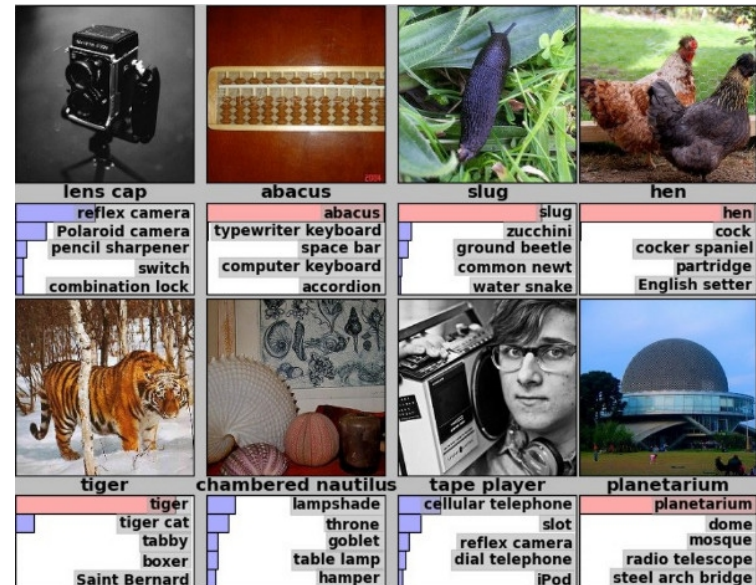 2004
lens cap
abacus
slug
hen
reflex camera
Polaroid camera
pencil sharpener
switch
combination lock
abacus
typewriter keyboard
space bar
computer keyboard
accordion
slug
zucchini
ground beetle
common newt
water snake
hen
cock
cocker spaniel
partridge
English setter
tiger
chambered nautilus
tape player
planetarium
tiger
tiger cat
tabby
boxer
Saint Bernard
lampshade
throne
goblet
table lamp
hamper
cellular telephone
slot
reflex camera
dial telephone
iPod
planetarium
dome
mosque
radio telescope
steel arch bridge